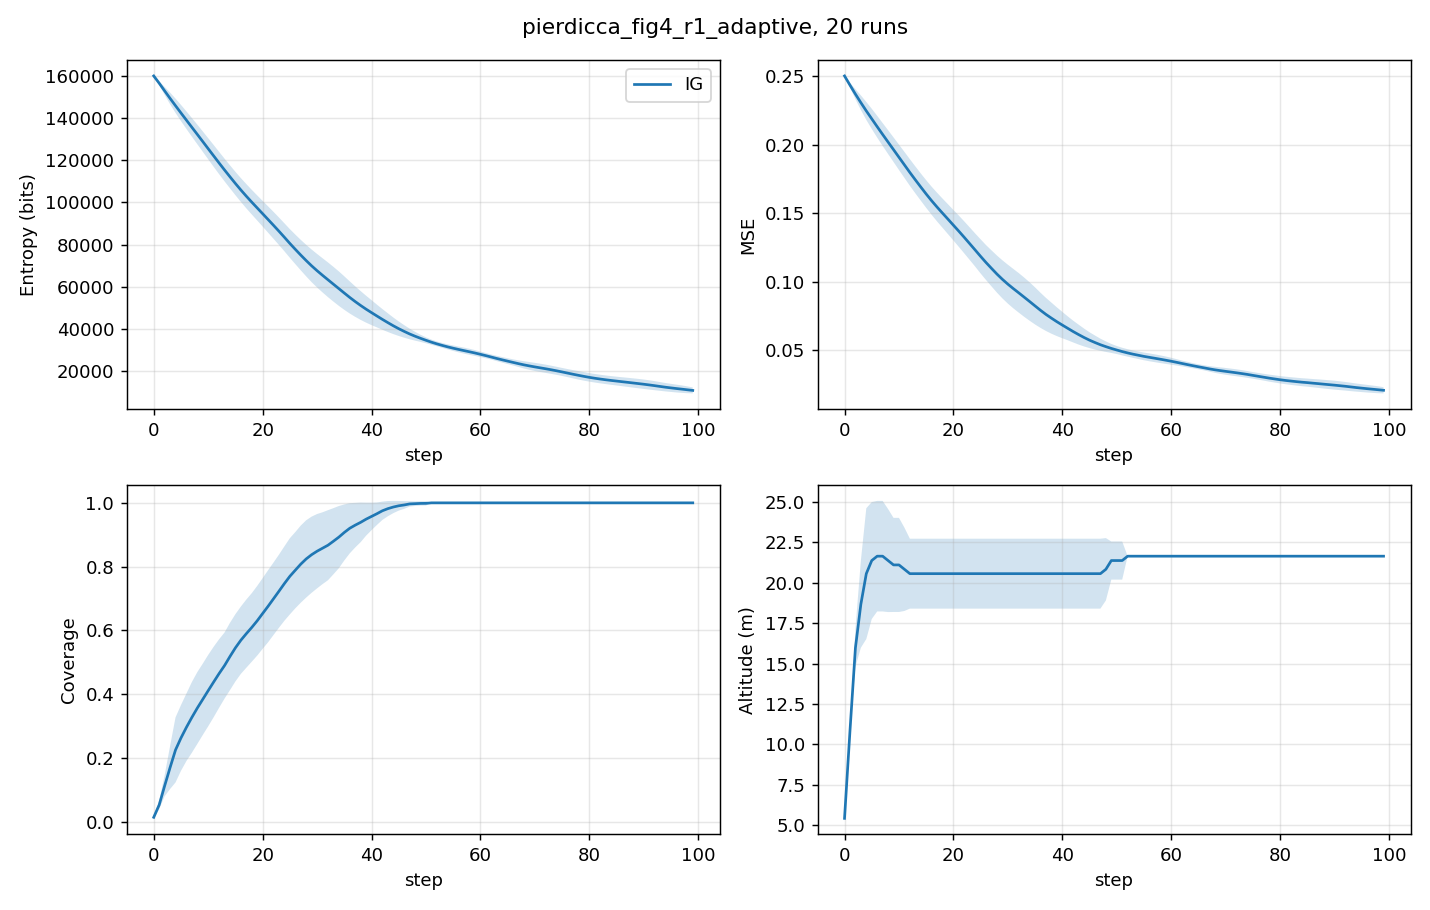 pierdicca_fig4_r1_adaptive, 20 runs
Entropy (bits)
160000
140000
120000
100000
80000
60000
40000
20000
IG
0 20 40 60 80 100
step
MSE
0.25
0.20
0.15
0.10
0.05
0 20 40 60 80 100
step
Coverage
1.0
0.8
0.6
0.4
0.2
0.0
0 20 40 60 80 100
step
Altitude (m)
25.0
22.5
20.0
17.5
15.0
12.5
10.0
7.5
5.0
0 20 40 60 80 100
step